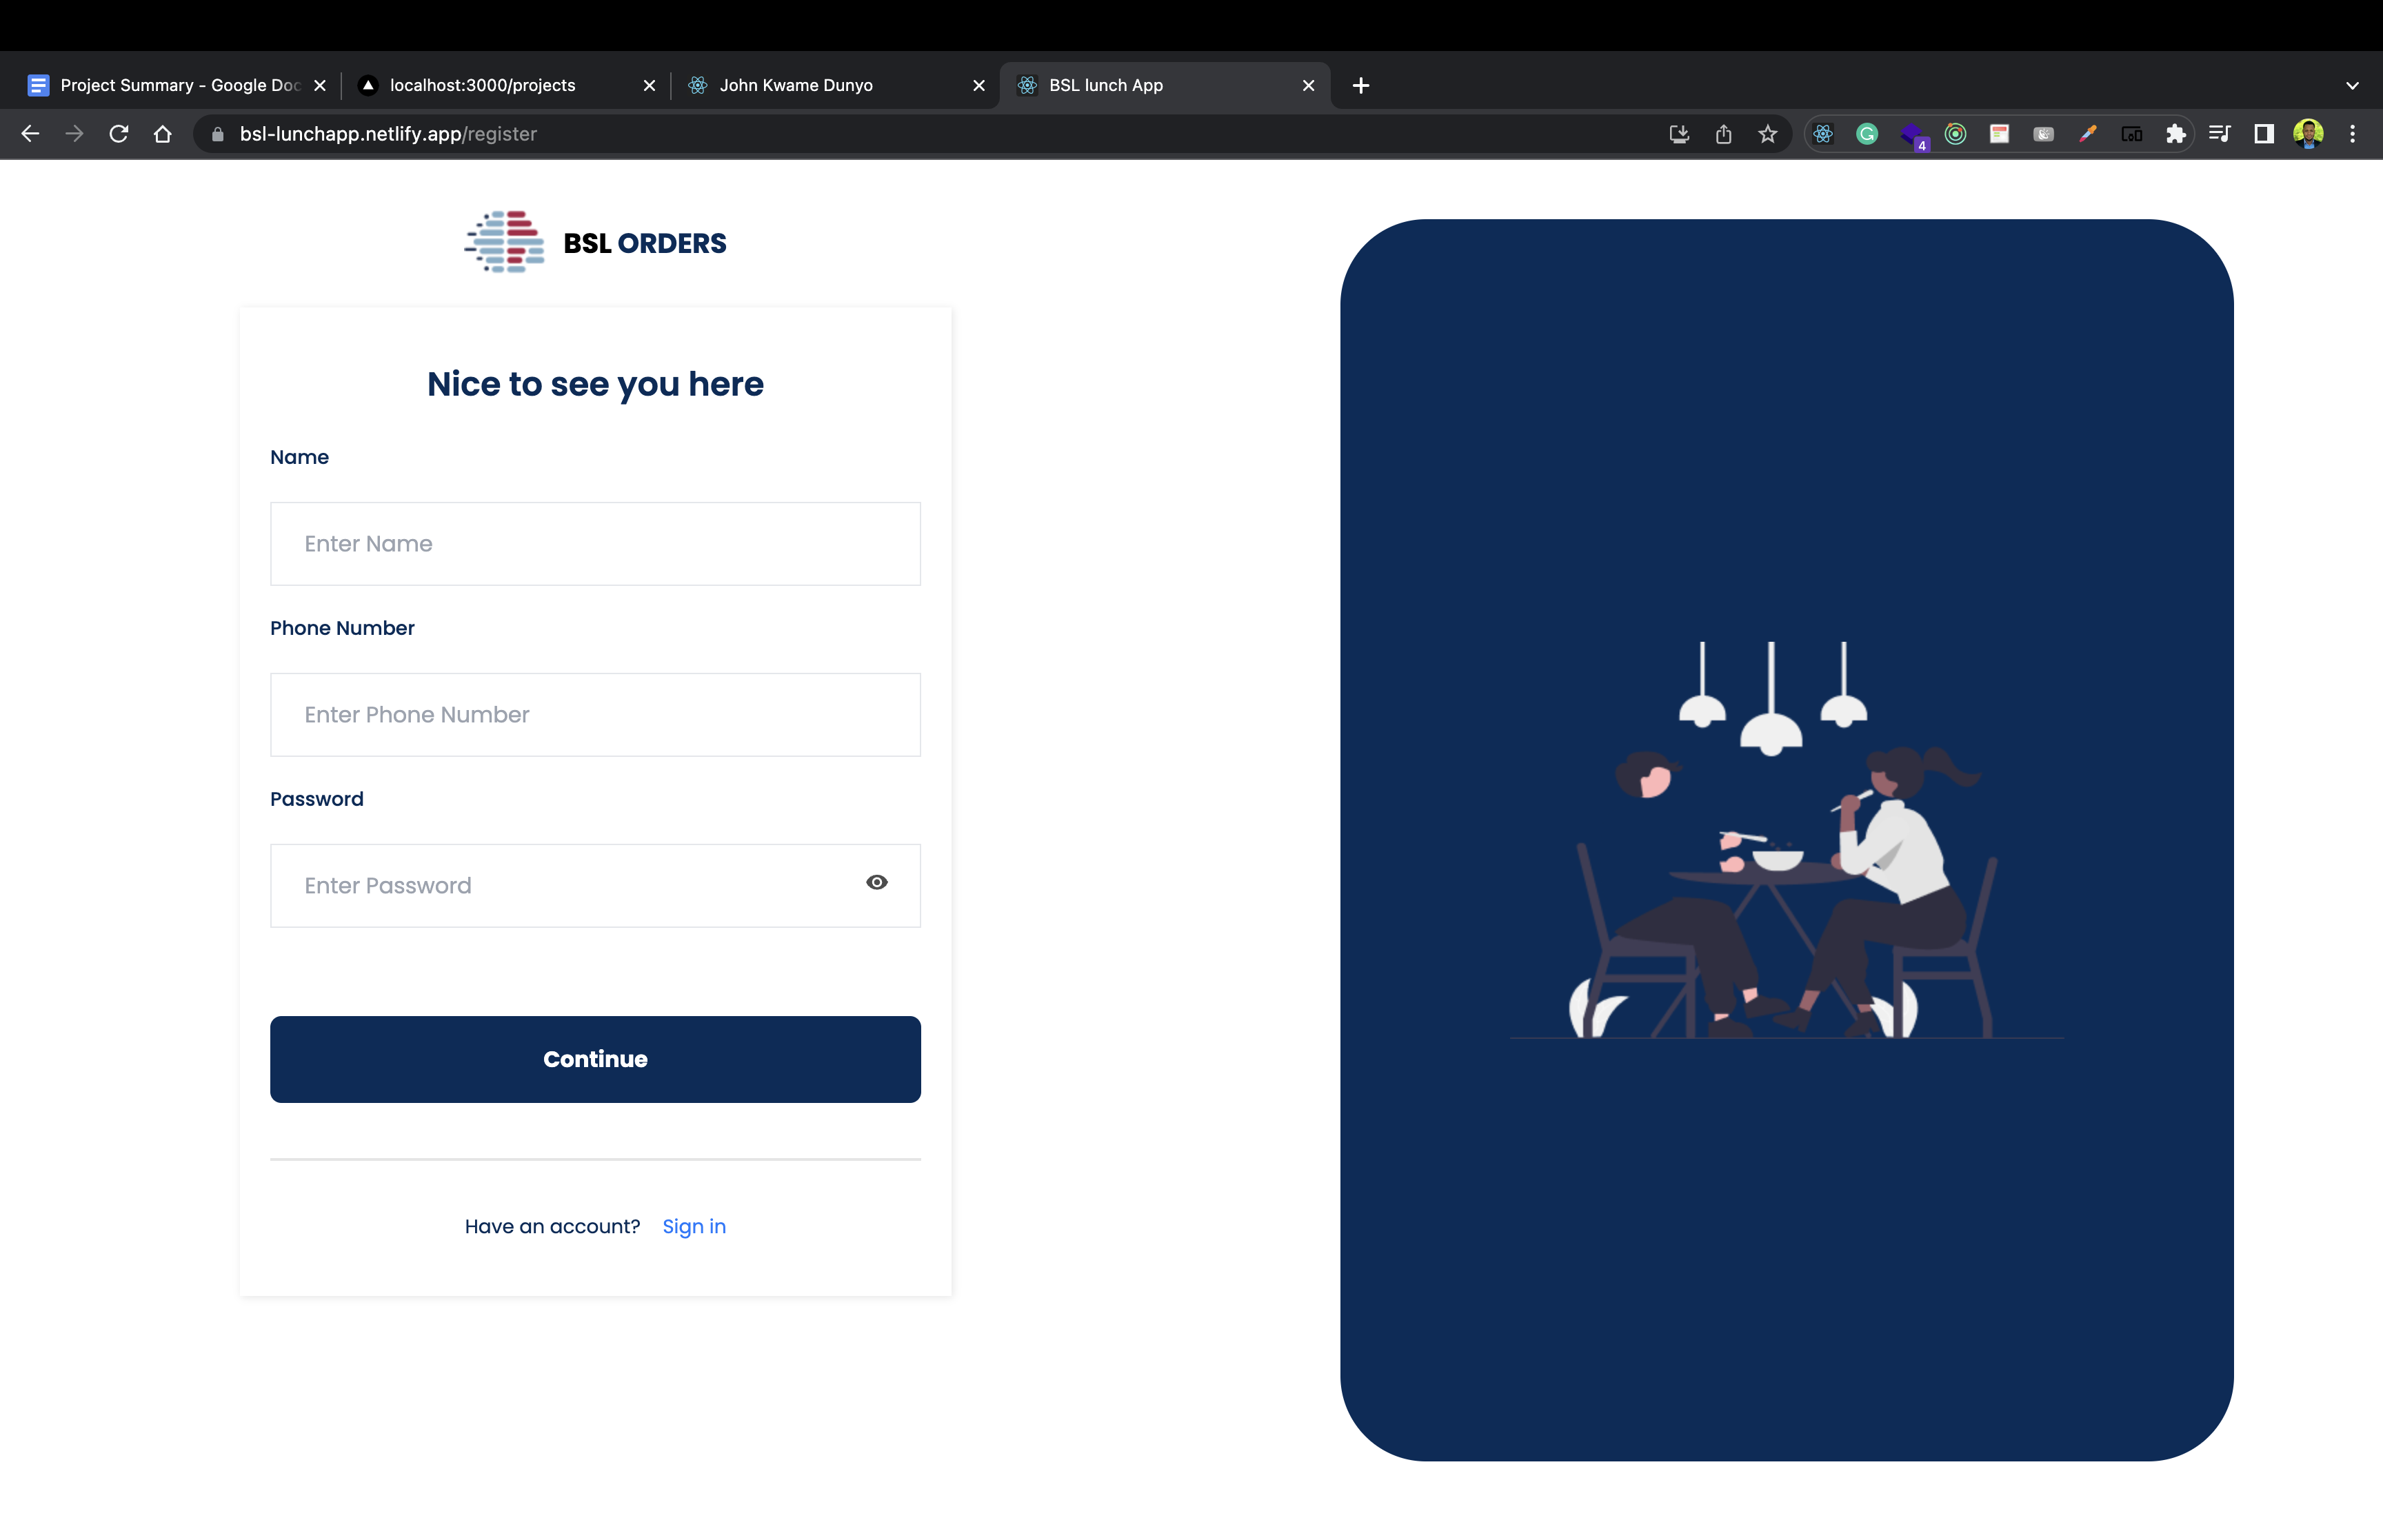 Project Summary - Google Doc
localhost:3000/projects
John Kwame Dunyo
BSL lunch App
bsl-lunchapp.netlify.app/register
4
BSL ORDERS
Nice to see you here
Name
Enter Name
Phone Number
Enter Phone Number
Password
Enter Password
Continue
Have an account? Sign in